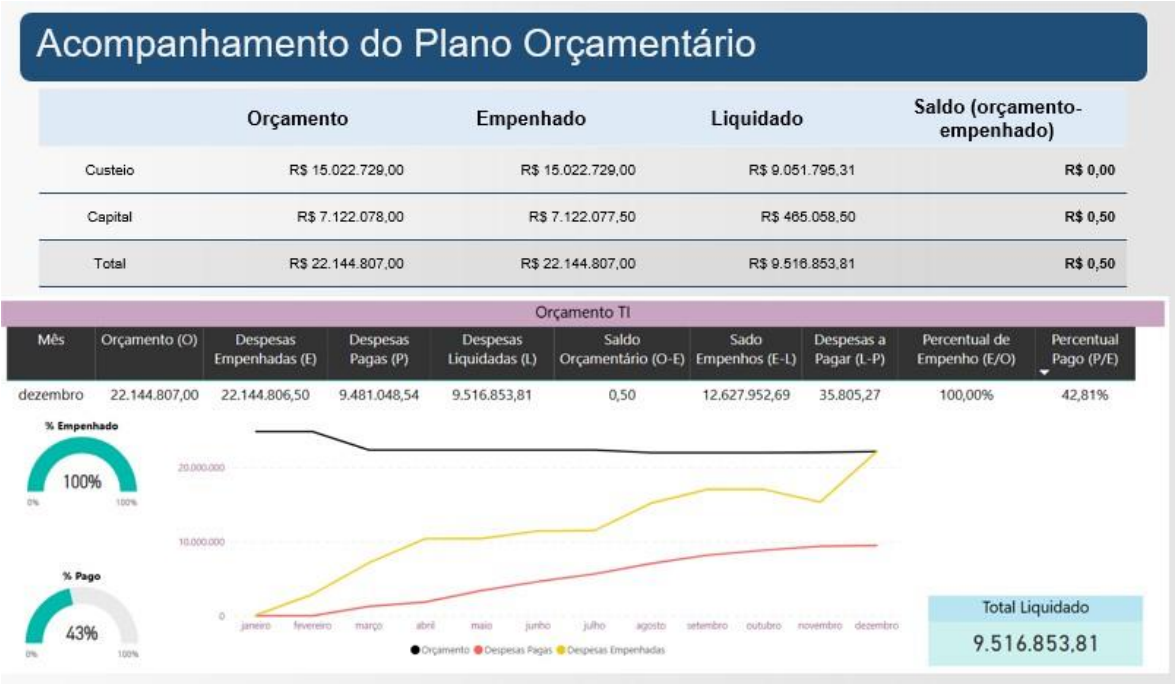 Acompanhamento do Plano Orçamentário
Orçamento Empenhado Liquidado Saldo (orçamento-
empenhado)
Custeio R$ 15.022.729,00 R$ 15.022.729,00 R$ 9.051.795,31 R$ 0,00
Capital R$ 7.122.078,00 R$ 7.122.077,50 R$ 465.058,50 R$ 0,50
Total R$ 22.144.807,00 R$ 22.144.807,00 R$ 9.516.853,81 R$ 0,50
Orçamento TI
Mês Orçamento (O) Despesas Despesas Despesas Saldo Sado Despesas a Percentual de Percentual
Empenhadas (E) Pagas (P) Liquidadas (L) Orçamentário (O-E) Empenhos (E-L) Pagar (L-P) Empenho (E/O) Pago (P/E)
dezembro 22.144.807,00 22.144.806,50 9.481.048,54 9.516.853,81 0,50 12.627.952,69 35.805,27 100,00% 42,81%
% Empenhado
100%
0% 100%
% Pago
43%
0% 100%
20.000.000
10.000.000
0
janeiro fevereiro março abril maio junho julho agosto setembro outubro novembro dezembro
Orçamento Despesas Pagas Despesas Empenhadas
Total Liquidado
9.516.853,81